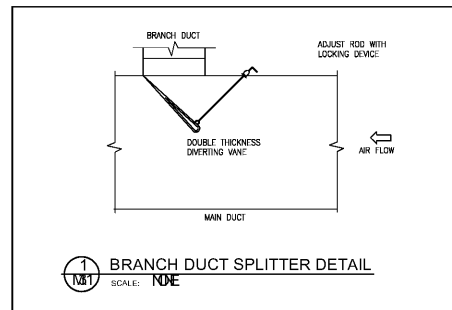 BRANCH DUCT
ADJUST ROD WITH
LOCKING DEVICE
DOUBLE THICKNESS
DIVERTING VANE
AIR FLOW
MAIN DUCT
1
BRANCH DUCT SPLITTER DETAIL
SCALE: NONE